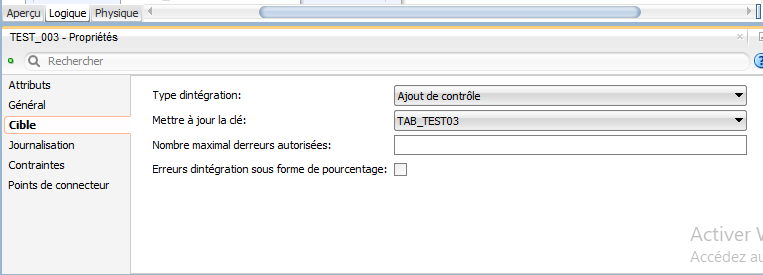 Aperçu Logique Physique
TEST_003 - Propriétés
Rechercher
Attributs
Général
Cible
Journalisation
Contraintes
Points de connecteur
Type dintégration: Ajout de contrôle
Mettre à jour la clé: TAB_TEST03
Nombre maximal derreurs autorisées:
Erreurs dintégration sous forme de pourcentage:
Activer
Accédez